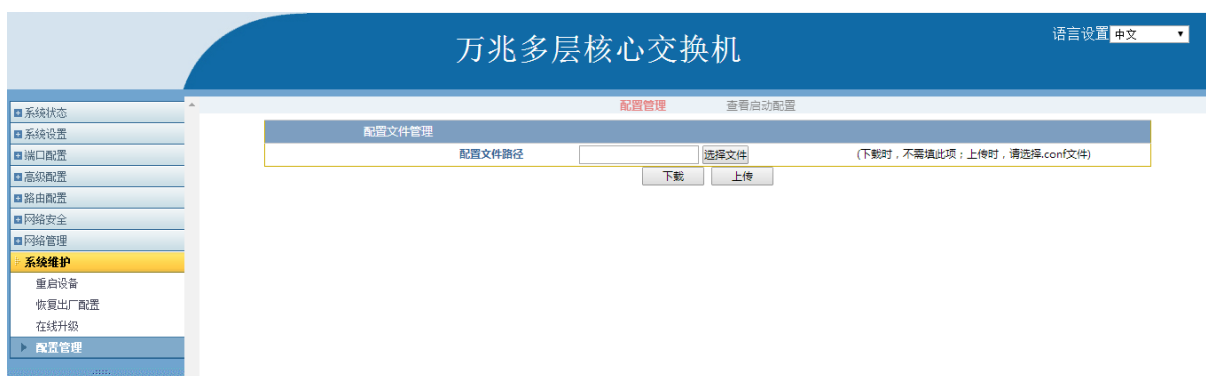 万兆多层核心交换机
语言设置 中文
系统状态
系统设置
端口配置
高级配置
路由配置
网络安全
网络管理
系统维护
重启设备
恢复出厂配置
在线升级
配置管理
配置管理 查看启动配置
配置文件管理
配置文件路径 选择文件 (下载时，不需填此项；上传时，请选择.conf文件)
下载 上传